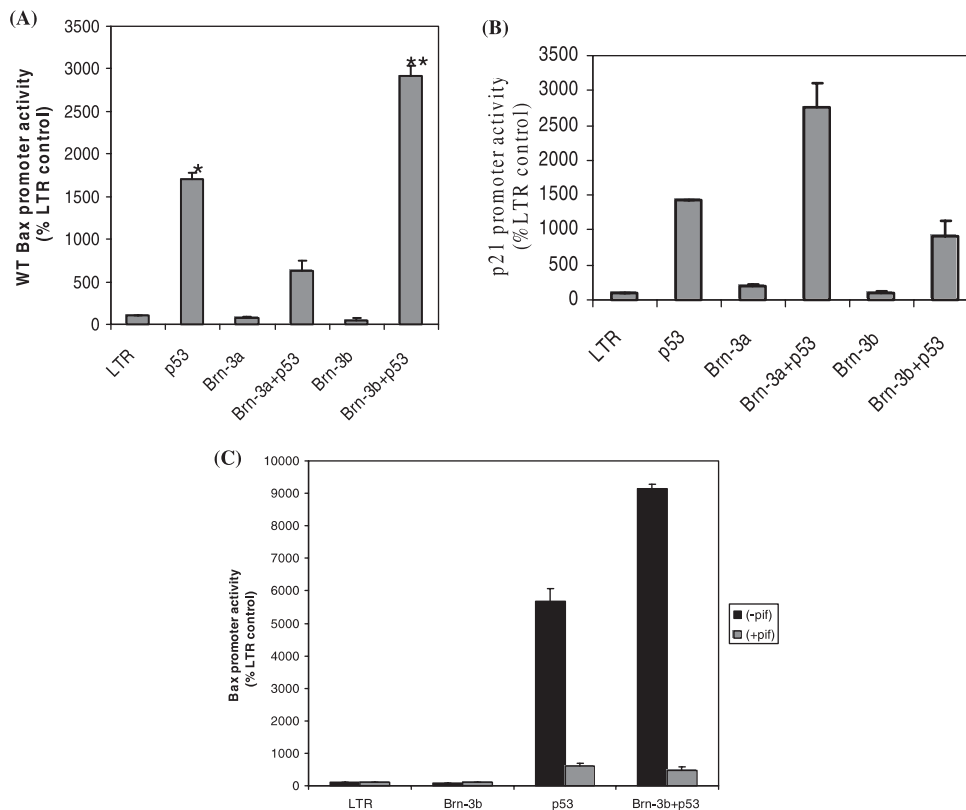 (A)
WT Bax promoter activity
(% LTR control)
3500
3000
2500
2000
1500
1000
500
0
*
**
LTR
p53
Brn-3a
Brn-3a+p53
Brn-3b
Brn-3b+p53
(B)
p21 promoter activity
(% LTR control)
3500
3000
2500
2000
1500
1000
500
0
LTR
p53
Brn-3a
Brn-3a+p53
Brn-3b
Brn-3b+p53
(C)
Bax promoter activity
(% LTR control)
10000
9000
8000
7000
6000
5000
4000
3000
2000
1000
0
LTR
Brn-3b
p53
Brn-3b+p53
(-pif)
(+pif)